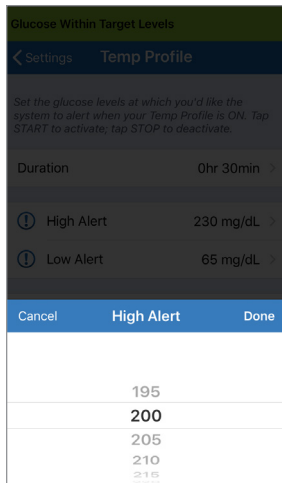 Glucose Within Target Levels
Settings Temp Profile
Set the glucose levels at which you'd like the
system to alert when your Temp Profile is ON. Tap
START to activate; tap STOP to deactivate.
Duration 0hr 30min
High Alert 230 mg/dL
Low Alert 65 mg/dL
Cancel High Alert Done
195
200
205
210
215